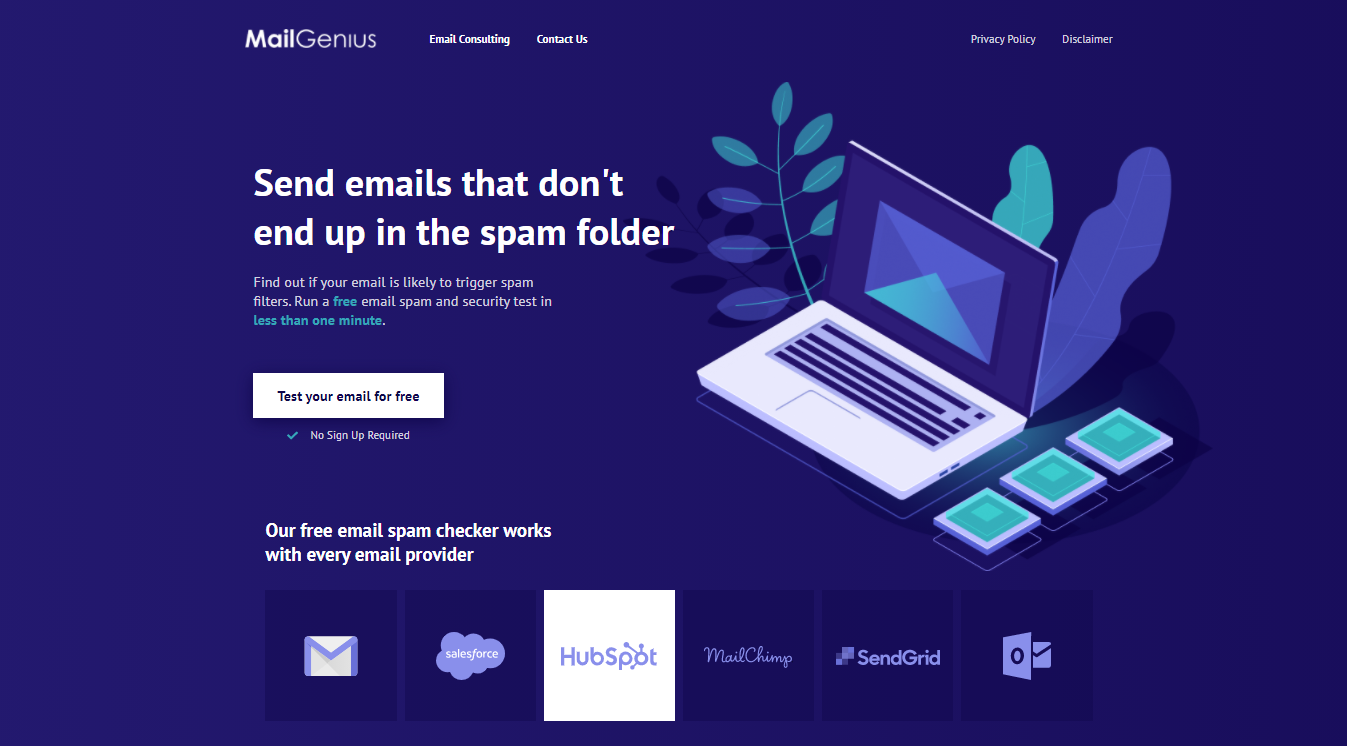 MailGenius
Email Consulting
Contact Us
Privacy Policy
Disclaimer
Send emails that don't
end up in the spam folder
Find out if your email is likely to trigger spam
filters. Run a free email spam and security test in
less than one minute.
Test your email for free
No Sign Up Required
Our free email spam checker works
with every email provider
salesforce
HubSpot
MailChimp
SendGrid
O